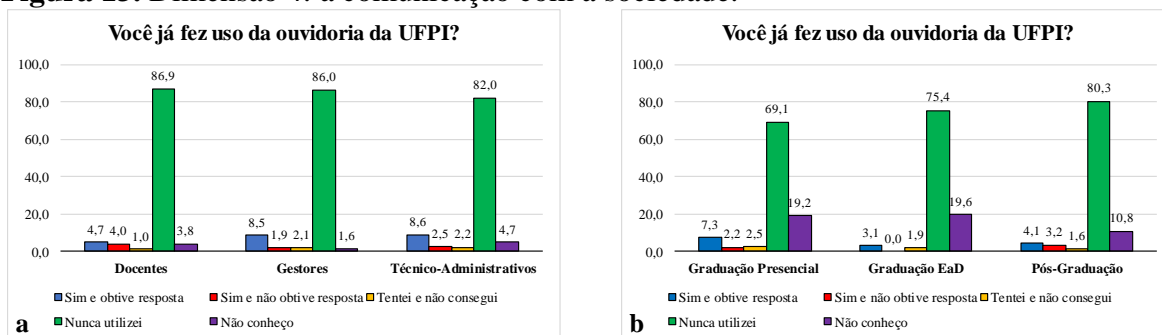 Figura 15: Dimensão 4: a comunicação com a sociedade.
Você já fez uso da ouvidoria da UFPI?
100,0
80,0
60,0
40,0
20,0
0,0
4,7 4,0 1,0 86,9 3,8
8,5 1,9 2,1 86,0 1,6
8,6 2,5 2,2 82,0 4,7
Docentes Gestores Técnico-Administrativos
Sim e obtive resposta Sim e não obtive resposta Tentei e não consegui
Nunca utilizei Não conheço
a
Você já fez uso da ouvidoria da UFPI?
100,0
80,0
60,0
40,0
20,0
0,0
7,3 2,2 2,5 69,1 19,2
3,1 0,0 1,9 75,4 19,6
4,1 3,2 1,6 80,3 10,8
Graduação Presencial Graduação EaD Pós-Graduação
Sim e obtive resposta Sim e não obtive resposta Tentei e não consegui
Nunca utilizei Não conheço
b